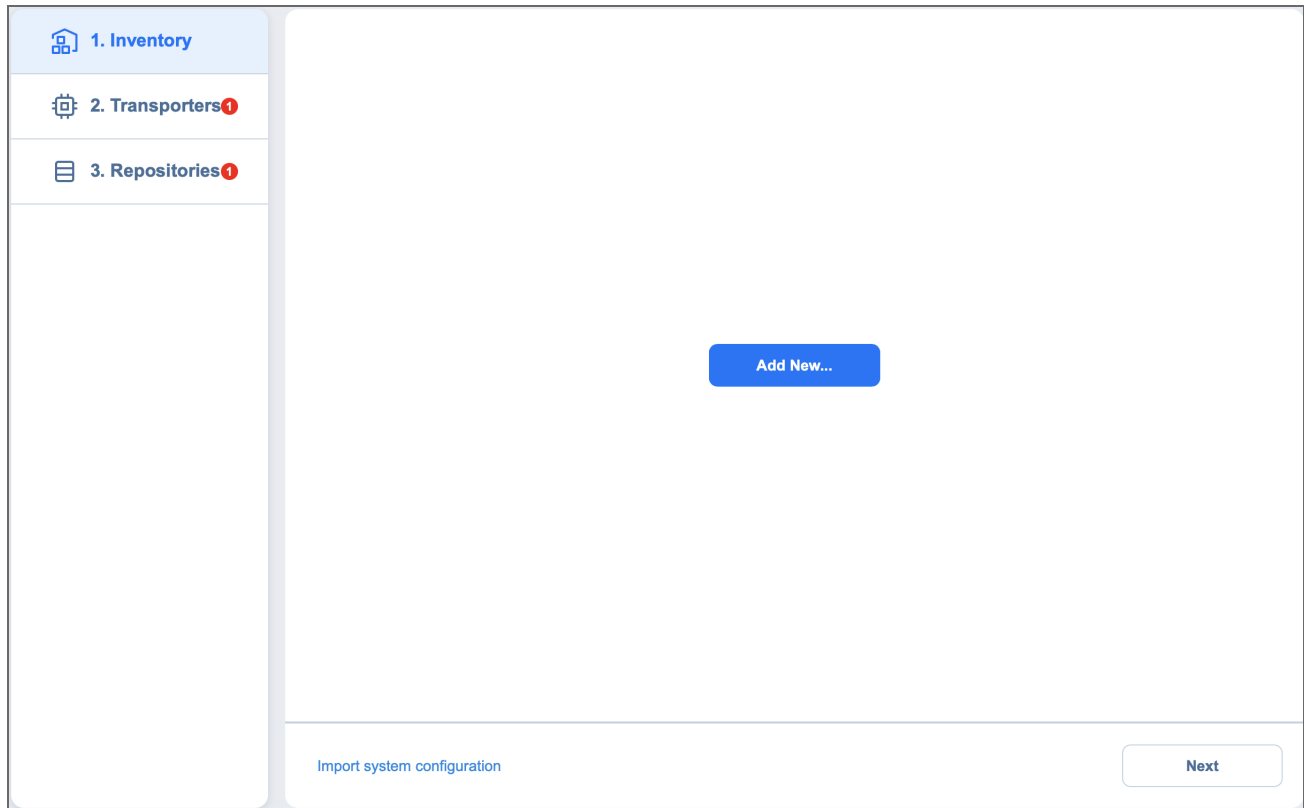 1. Inventory
2. Transporters 1
3. Repositories 1
Add New...
Import system configuration
Next